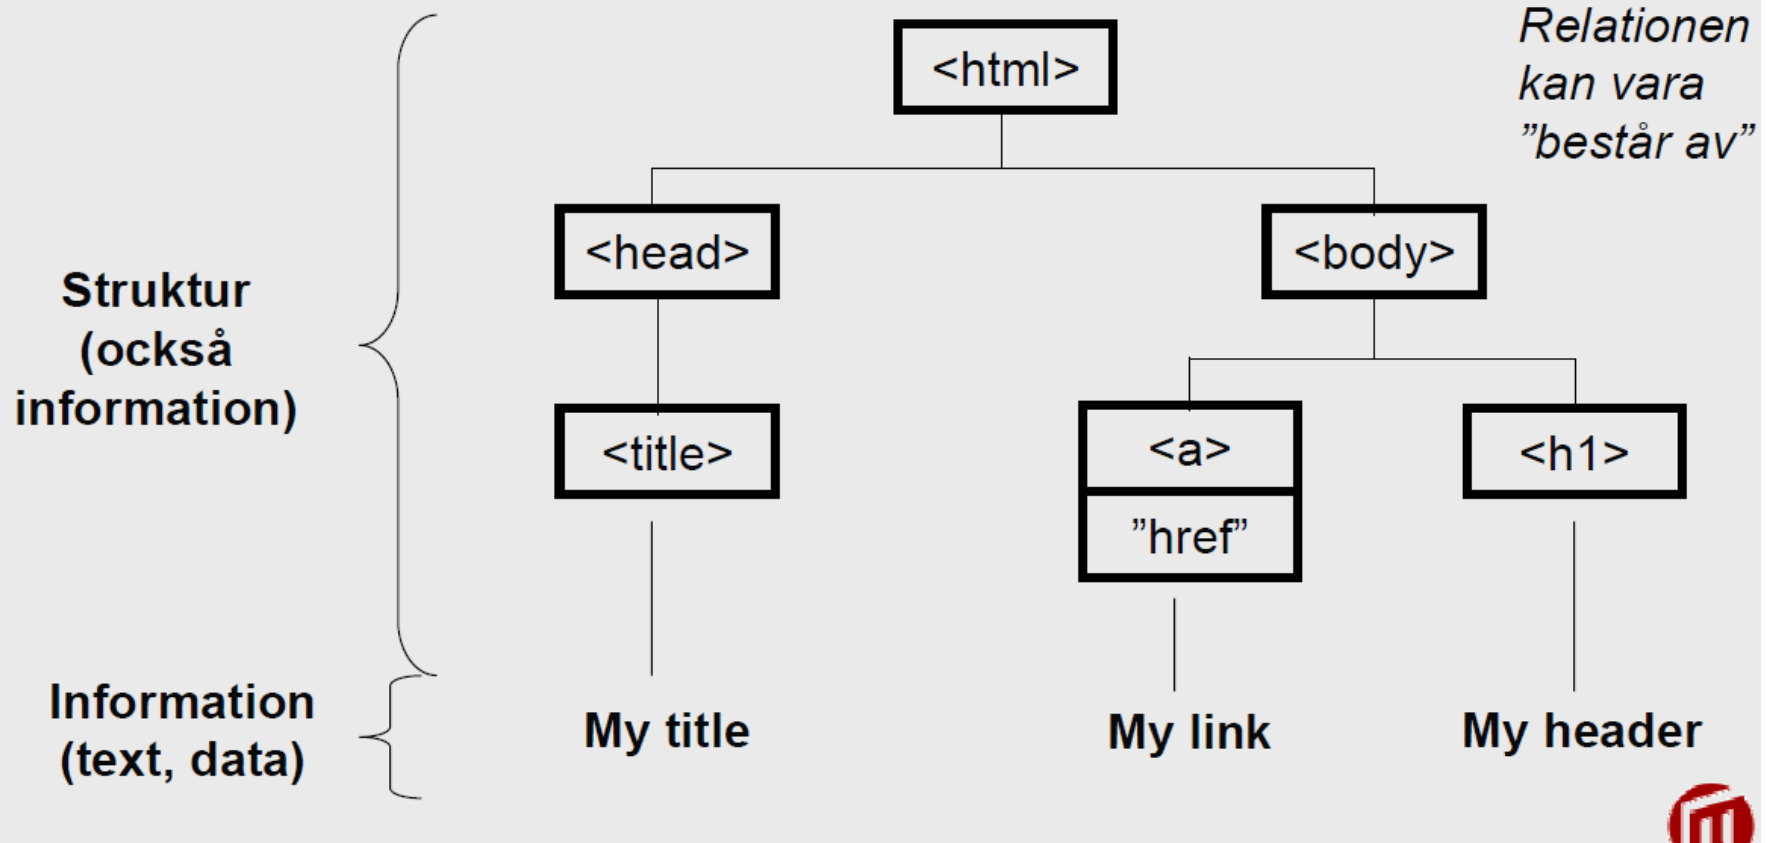 Relationen
kan vara
”består av”
<html>
<head>
<body>
Struktur
(också
information)
<title>
<a>
”href”
<h1>
Information
(text, data)
My title
My link
My header